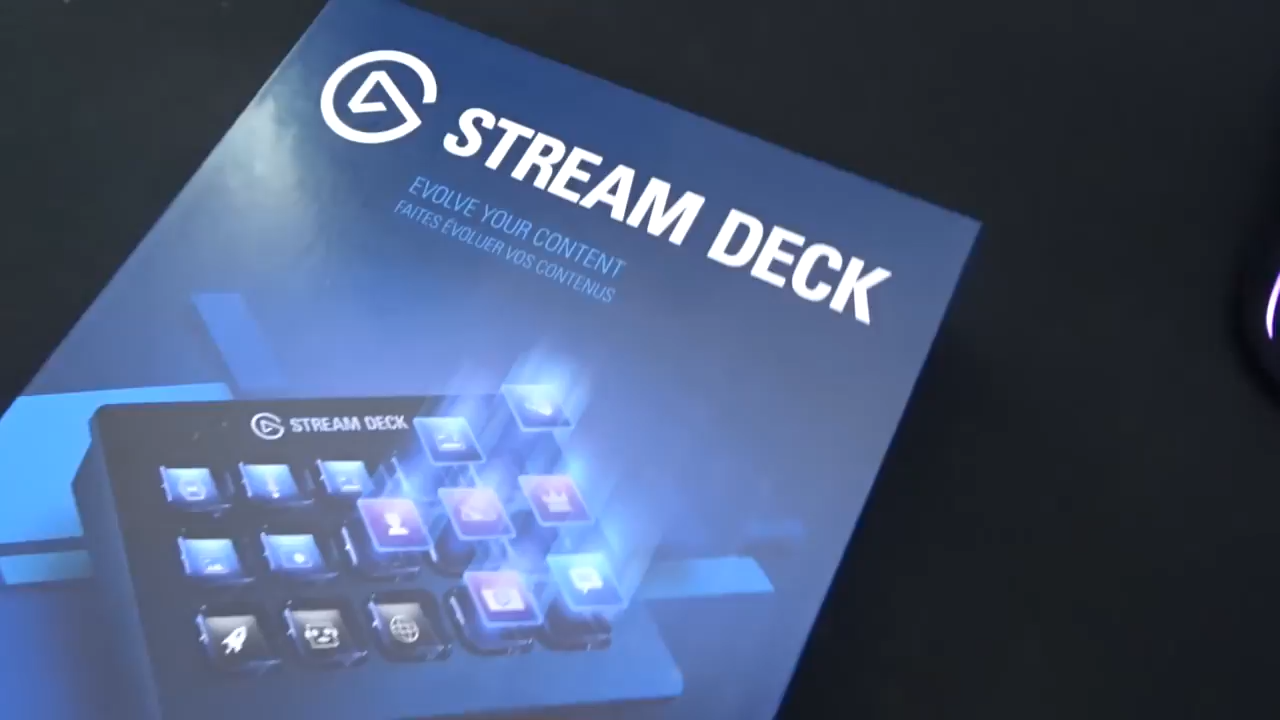 STREAM DECK
EVOLVE YOUR CONTENT
FAITES ÉVOLUER VOS CONTENUS
STREAM DECK